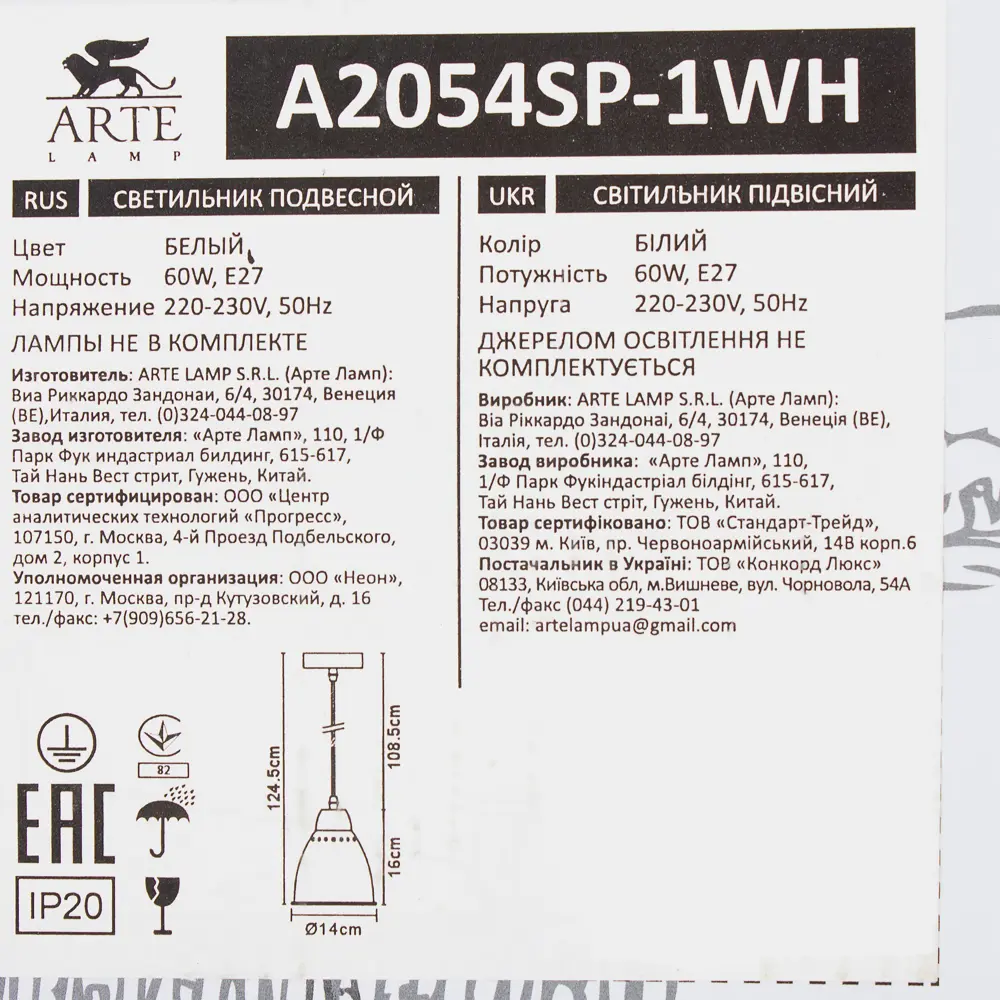 ARTE
LAMP
A2054SP-1WH
RUS СВЕТИЛЬНИК ПОДВЕСНОЙ
Цвет БЕЛЫЙ
Мощность 60W, E27
Напряжение 220-230V, 50Hz
ЛАМПЫ НЕ В КОМПЛЕКТЕ
Изготовитель: ARTE LAMP S.R.L. (Арте Ламп):
Виа Риккардо Зандонаи, 6/4, 30174, Венеция
(BE),Италия, тел. (0)324-044-08-97
Завод изготовителя: «Арте Ламп», 110, 1/Ф
Парк Фук индастриал билдинг, 615-617,
Тай Нань Вест стрит, Гужень, Китай.
Товар сертифицирован: ООО «Центр
аналитических технологий «Прогресс»,
107150, г. Москва, 4-й Проезд Подбельского,
дом 2, корпус 1.
Уполномоченная организация: ООО «Неон»,
121170, г. Москва, пр-д Кутузовский, д. 16
тел./факс: +7(909)656-21-28.
UKR СВІТИЛЬНИК ПІДВІСНИЙ
Колір БІЛИЙ
Потужність 60W, E27
Напруга 220-230V, 50Hz
ДЖЕРЕЛОМ ОСВІТЛЕННЯ НЕ
КОМПЛЕКТУЄТЬСЯ
Виробник: ARTE LAMP S.R.L. (Арте Ламп):
Віа Ріккардо Зандонаі, 6/4, 30174, Венеція (BE),
Італія, тел. (0)324-044-08-97
Завод виробника: «Арте Ламп», 110,
1/Ф Парк Фукіндастріал білдінг, 615-617,
Тай Нань Вест стріт, Гужень, Китай.
Товар сертифіковано: ТОВ «Стандарт-Трейд»,
03039 м. Київ, пр. Червоноармійський, 14В корп.6
Постачальник в Україні: ТОВ «Конкорд Люкс»
08133, Київська обл, м.Вишневе, вул. Чорновола, 54А
Тел./факс (044) 219-43-01
email: artelampua@gmail.com
82
EAC
IP20
124.5cm
108.5cm
16cm
Ø14cm